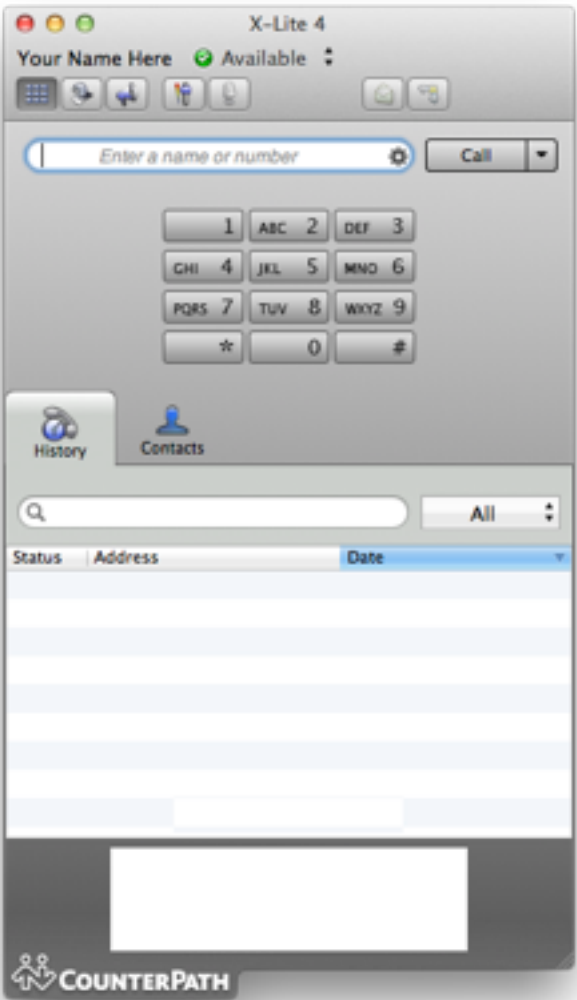 X-Lite 4
Your Name Here Available
Enter a name or number Call
1 ABC 2 DEF 3
GHI 4 JKL 5 MNO 6
PQRS 7 TUV 8 WXYZ 9
* 0 #
History Contacts
All
Status Address Date
COUNTERPATH